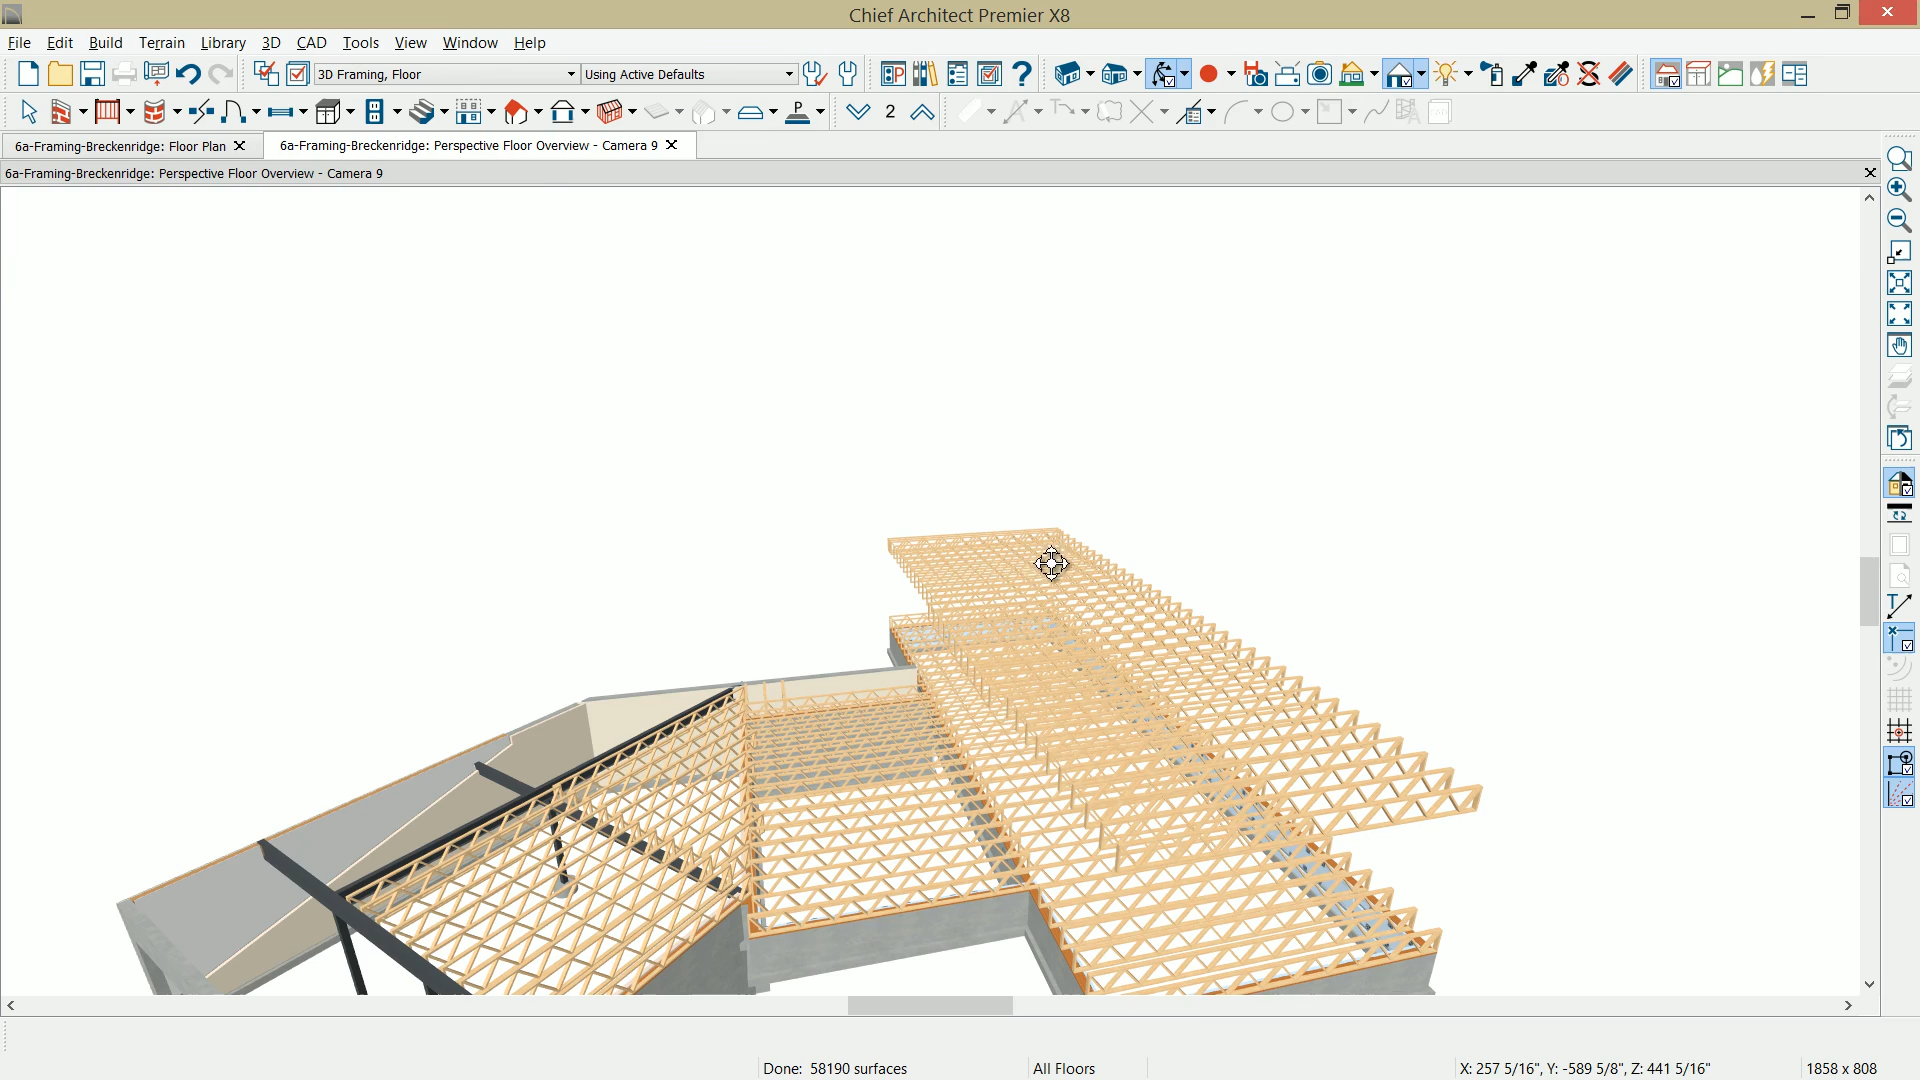 Chief Architect Premier X8
File Edit Build Terrain Library 3D CAD Tools View Window Help
3D Framing, Floor Using Active Defaults
2
6a-Framing-Breckenridge: Floor Plan 6a-Framing-Breckenridge: Perspective Floor Overview - Camera 9
6a-Framing-Breckenridge: Perspective Floor Overview - Camera 9
Done: 58190 surfaces All Floors X: 257 5/16", Y: -589 5/8", Z: 441 5/16" 1858 x 808